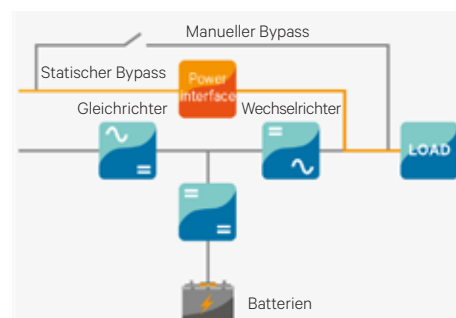 Manueller Bypass
Statischer Bypass
Power
Interface
Gleichrichter
Wechselrichter
LOAD
Batterien